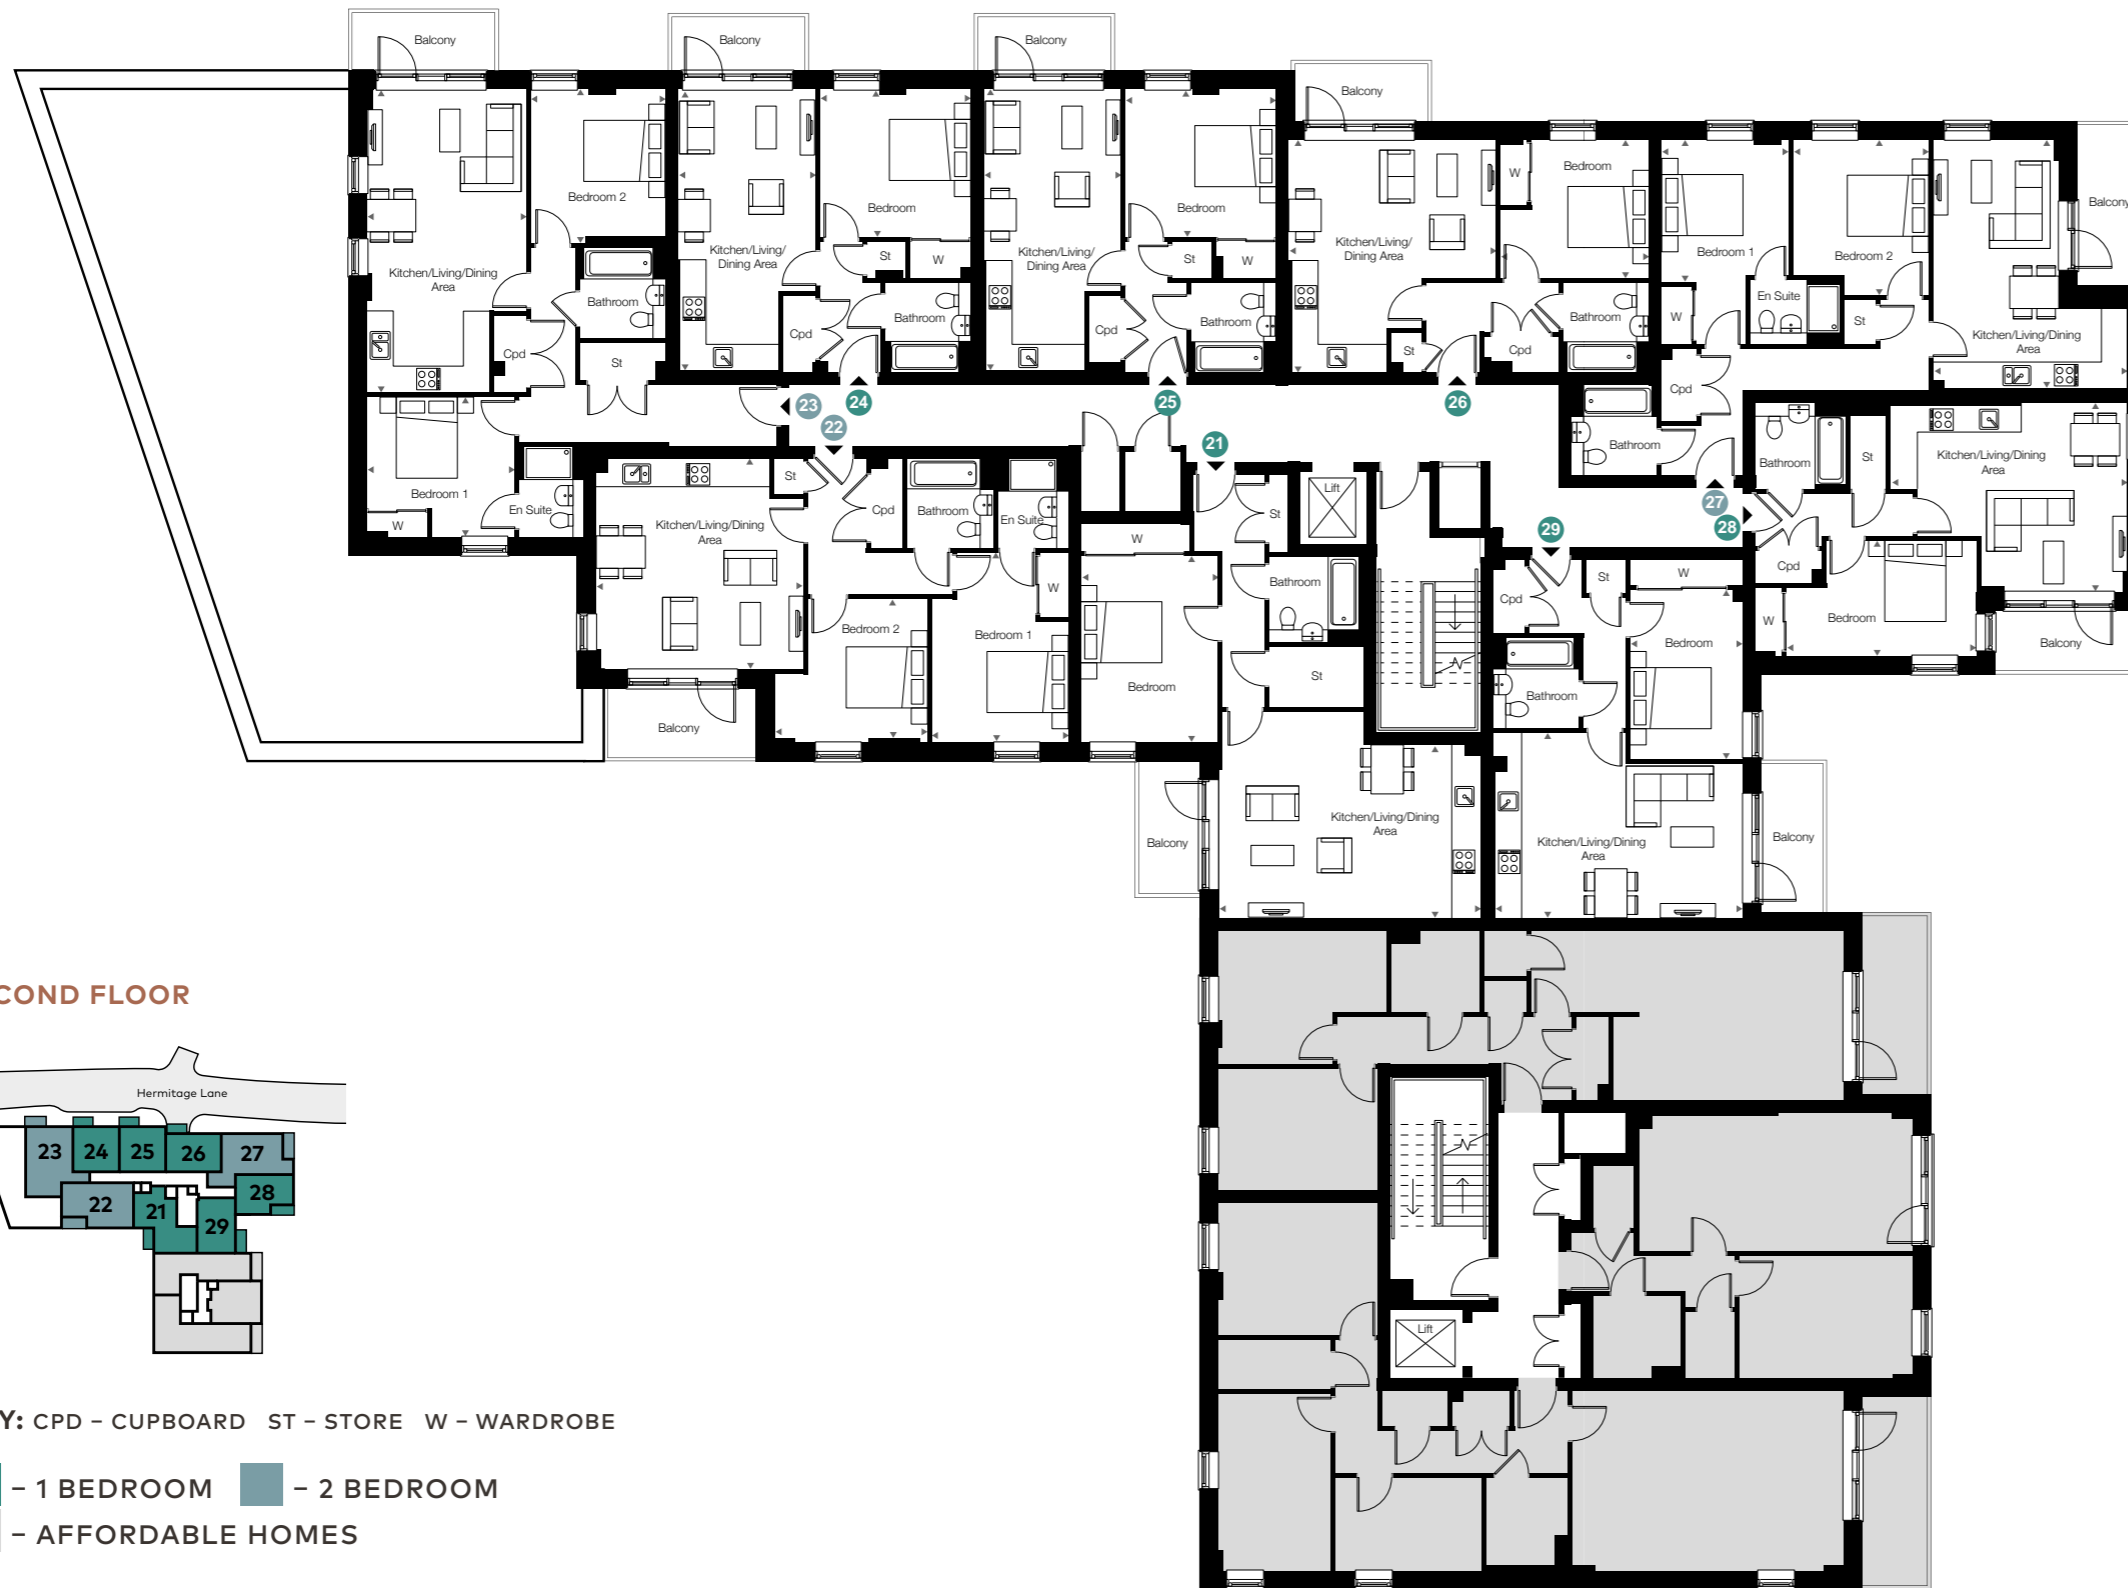 Balcony
Balcony
Balcony
Balcony
Balcony
Bedroom 2
Kitchen/Living/Dining
Area
Bathroom
Cpd
St
Bedroom 1
En Suite
W
Kitchen/Living/
Dining Area
Bedroom
St
W
Cpd
Bathroom
Kitchen/Living/
Dining Area
Bedroom
St
W
Cpd
Bathroom
Kitchen/Living/
Dining Area
W
Bedroom
St
Cpd
Bathroom
Bedroom 1
W
En Suite
Bedroom 2
St
Cpd
Bathroom
Kitchen/Living/Dining
Area
23
22
24
25
21
26
27
28
29
Kitchen/Living/Dining
Area
St
Cpd
Bathroom
En Suite
W
Bedroom 2
Bedroom 1
Balcony
W
Bedroom
St
Bathroom
St
Lift
Kitchen/Living/Dining
Area
Balcony
Cpd
St
W
Bedroom
Bathroom
Kitchen/Living/Dining
Area
Balcony
Bathroom
St
Kitchen/Living/Dining
Area
Cpd
W
Bedroom
Balcony
Lift
COND FLOOR
Hermitage Lane
23
24
25
26
27
28
22
21
29
Y: CPD – CUPBOARD ST – STORE W – WARDROBE
– 1 BEDROOM – 2 BEDROOM
– AFFORDABLE HOMES